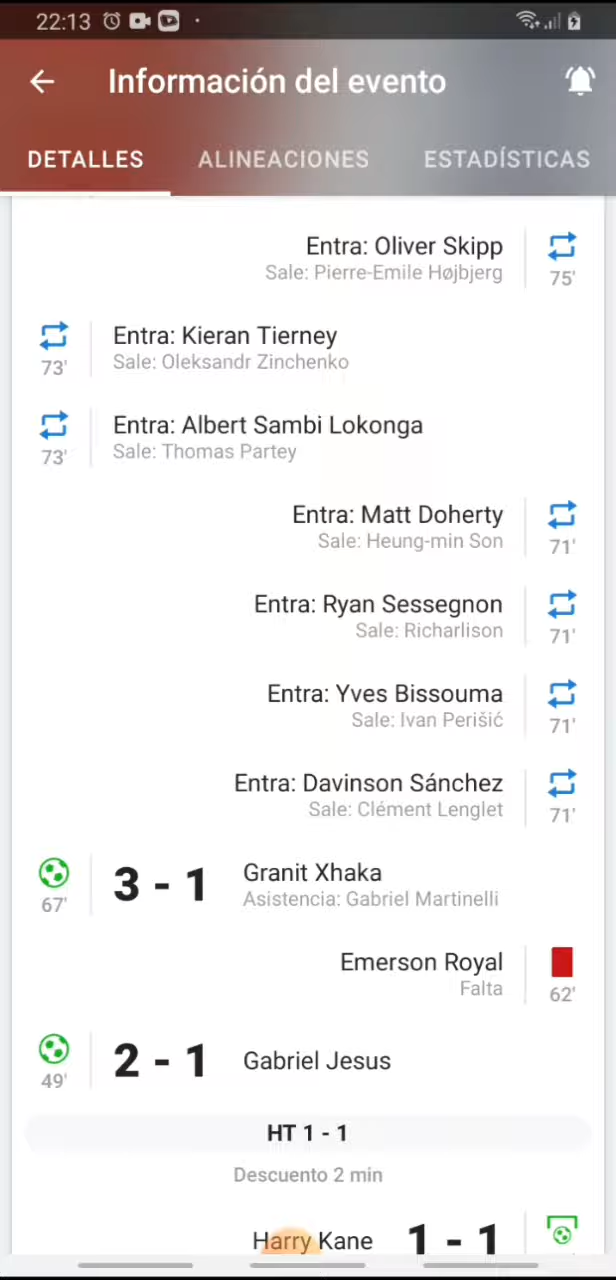 22:13
Información del evento
DETALLES ALINEACIONES ESTADÍSTICAS
Entra: Oliver Skipp
Sale: Pierre-Emile Højbjerg
75'
Entra: Kieran Tierney
Sale: Oleksandr Zinchenko
73'
Entra: Albert Sambi Lokonga
Sale: Thomas Partey
73'
Entra: Matt Doherty
Sale: Heung-min Son
71'
Entra: Ryan Sessegnon
Sale: Richarlison
71'
Entra: Yves Bissouma
Sale: Ivan Perišić
71'
Entra: Davinson Sánchez
Sale: Clément Lenglet
71'
3 - 1 Granit Xhaka
Asistencia: Gabriel Martinelli
67'
Emerson Royal
Falta
62'
2 - 1 Gabriel Jesus
49'
HT 1 - 1
Descuento 2 min
Harry Kane 1 - 1